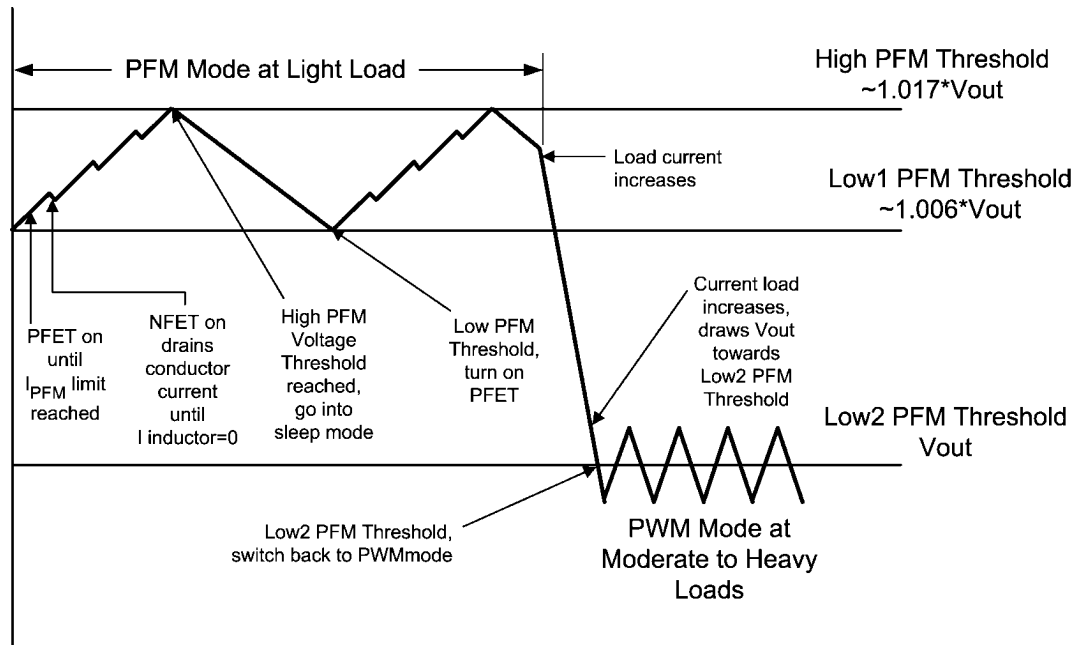 PFM Mode at Light Load
High PFM Threshold
~1.017*Vout
Load current
increases
Low1 PFM Threshold
~1.006*Vout
PFET on
until
IPFM limit
reached
NFET on
drains
conductor
current
until
I inductor=0
High PFM
Voltage
Threshold
reached,
go into
sleep mode
Low PFM
Threshold,
turn on
PFET
Current load
increases,
draws Vout
towards
Low2 PFM
Threshold
Low2 PFM Threshold
Vout
Low2 PFM Threshold,
switch back to PWMmode
PWM Mode at
Moderate to Heavy
Loads